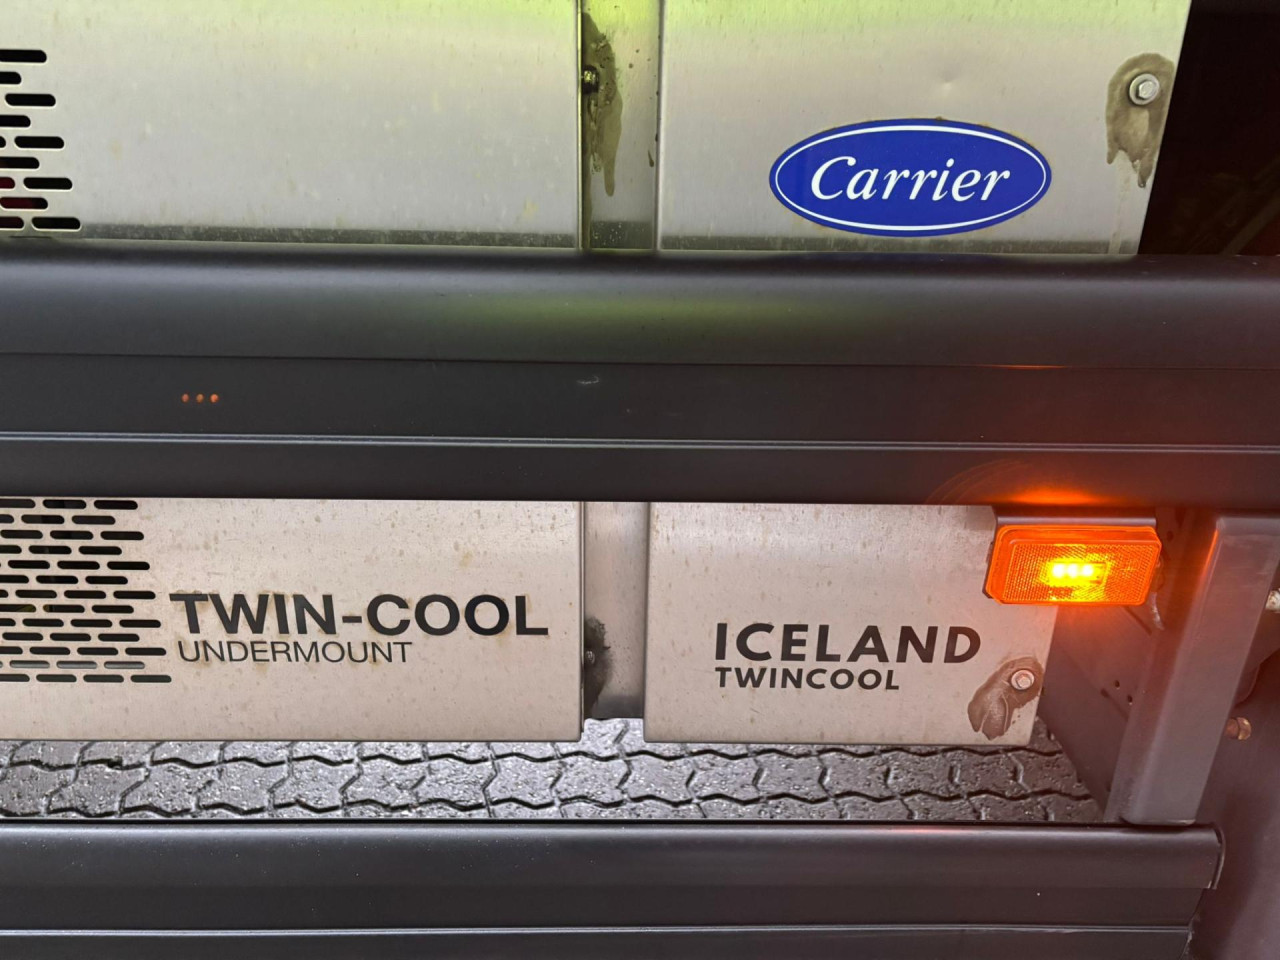 Carrier
TWIN-COOL
UNDERMOUNT
ICELAND
TWINCOOL